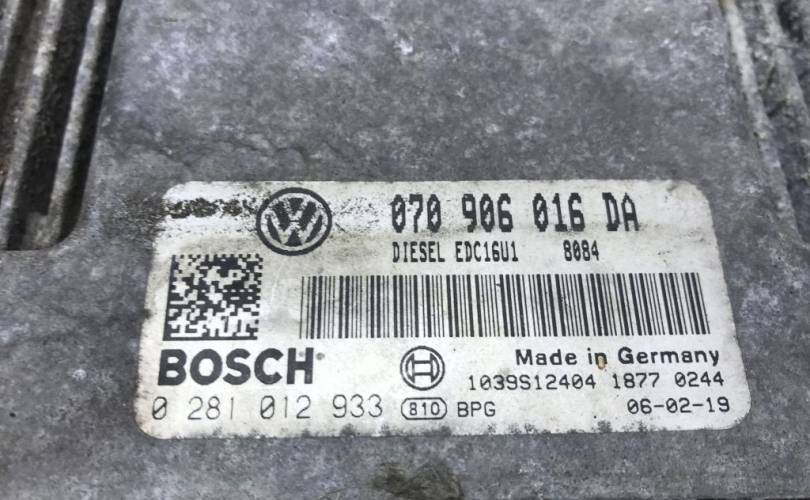 070 906 016 DA
DIESEL EDC16U1 8084
BOSCH
Made in Germany
1039S12404 1877 0244
0 281 012 933 810 BPG 06-02-19